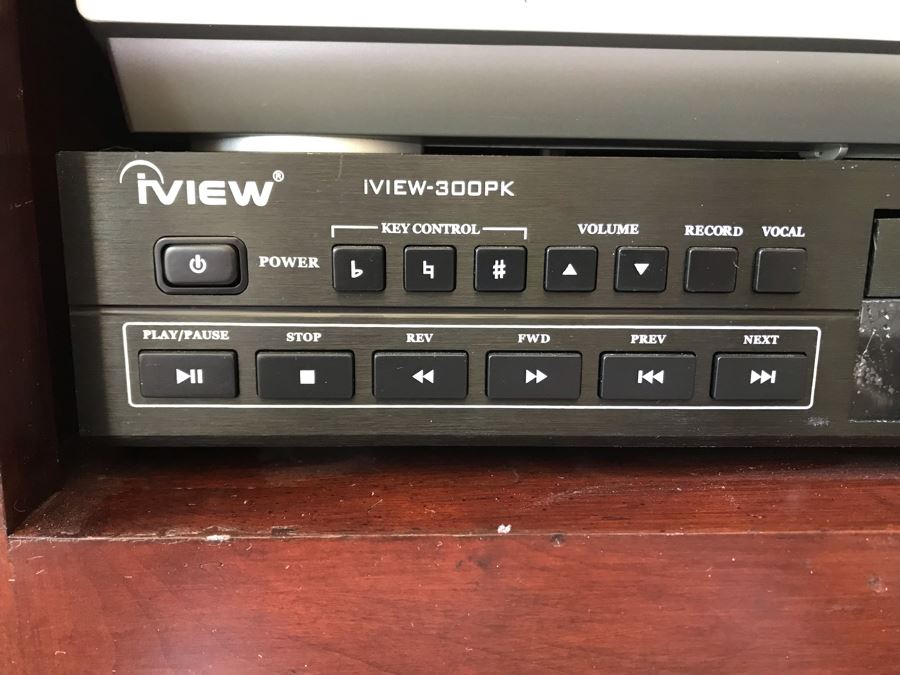 iVIEW®
IVIEW-300PK
KEY CONTROL VOLUME RECORD VOCAL
POWER ♭ ♮ #
PLAY/PAUSE STOP REV FWD PREV NEXT